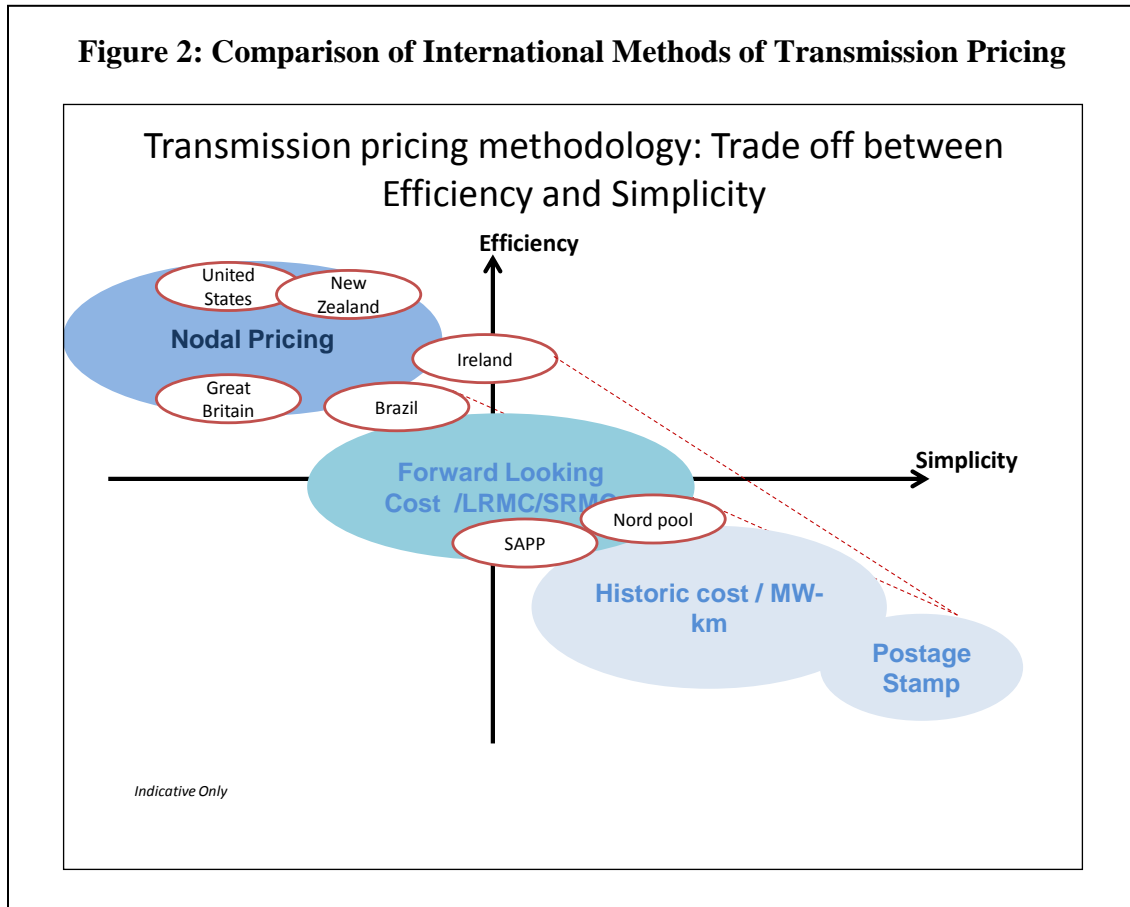 Figure 2: Comparison of International Methods of Transmission Pricing
Transmission pricing methodology: Trade off between
Efficiency and Simplicity
Efficiency
United
States
New
Zealand
Nodal Pricing
Ireland
Great
Britain
Brazil
Simplicity
Forward Looking
Cost /LRMC/SRMC
Nord pool
SAPP
Historic cost / MW-
km
Postage
Stamp
Indicative Only